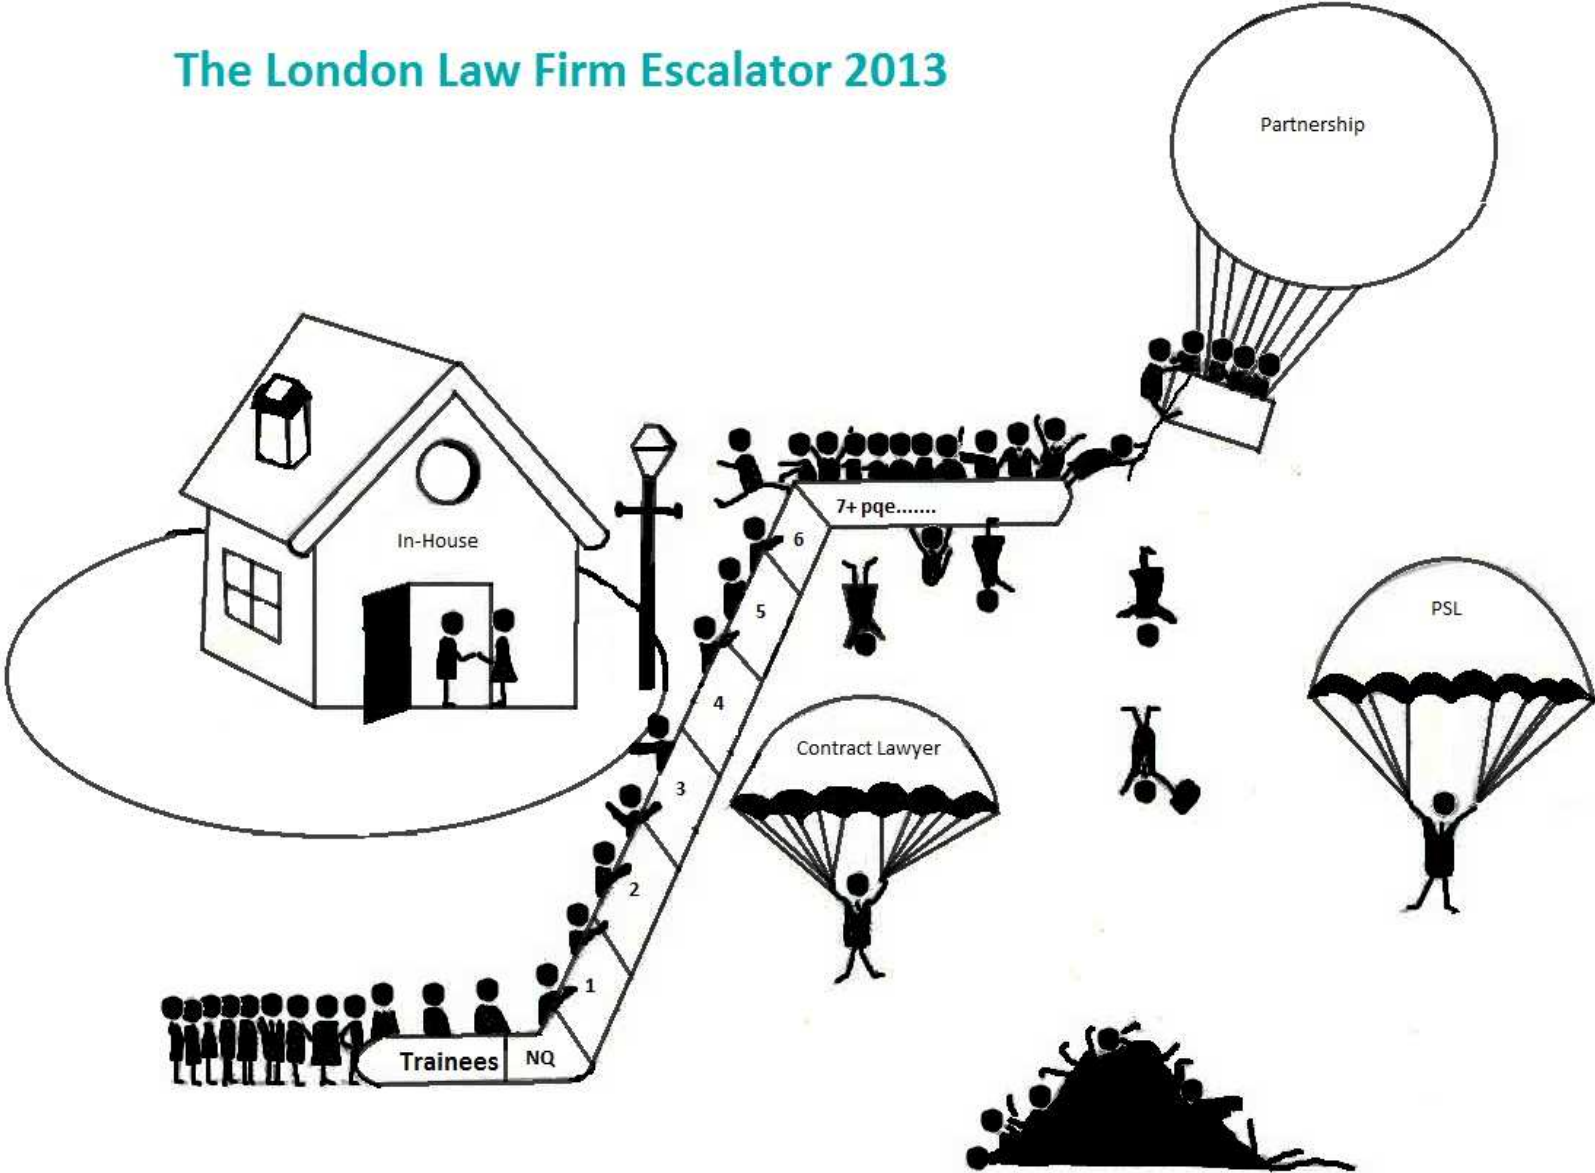 The London Law Firm Escalator 2013
Partnership
In-House
7+ pqe.......
6
5
4
3
2
1
Contract Lawyer
PSL
Trainees
NQ